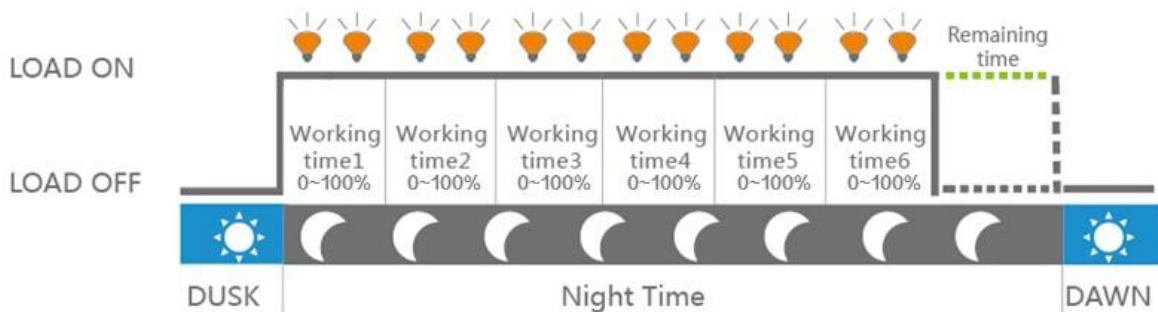 Remaining
time
LOAD ON
Working
time1
0~100%
Working
time2
0~100%
Working
time3
0~100%
Working
time4
0~100%
Working
time5
0~100%
Working
time6
0~100%
LOAD OFF
DUSK
Night Time
DAWN